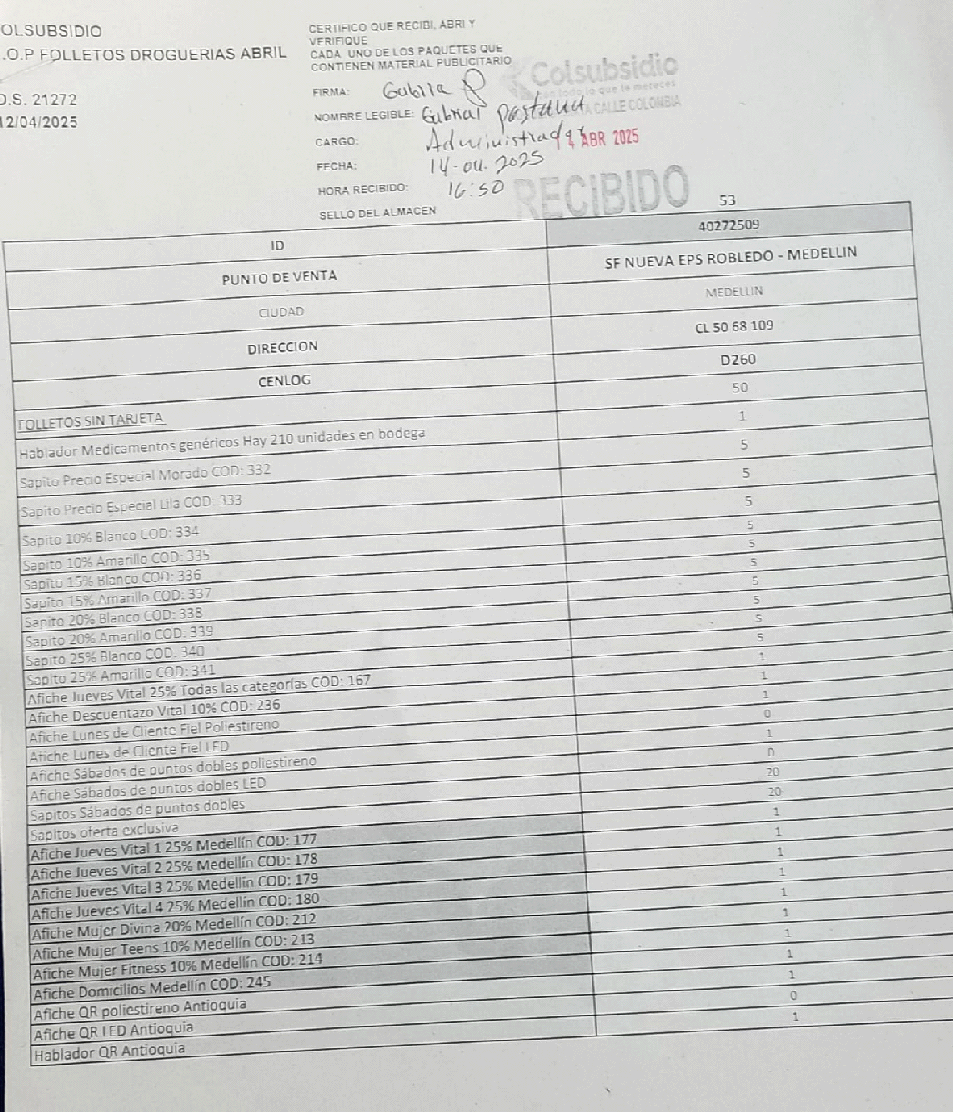 OLSUBSIDIO
.O.P FOLLETOS DROGUERIAS ABRIL
O.S. 21272
12/04/2025
CERTIFICO QUE RECIBI, ABRI Y
VERIFIQUE
CADA UNO DE LOS PAQUETES QUE
CONTIENEN MATERIAL PUBLICITARIO
Colsubsidio
FIRMA:
NOMBRE LEGIBLE: Gabriel Pastana
CALLE COLOMBIA
CARGO: Administrador
ABR 2025
FECHA: 14-04-2025
HORA RECIBIDO: 16:50
RECIBIDO
SELLO DEL ALMACEN
53
ID 40272509
PUNTO DE VENTA SF NUEVA EPS ROBLEDO - MEDELLIN
CIUDAD MEDELLIN
DIRECCION CL 50 68 109
CENLOG D260
FOLLETOS SIN TARJETA 50
Hablador Medicamentos genéricos Hay 210 unidades en bodega 1
Sapito Precio Especial Morado COD: 332 5
Sapito Precio Especial Lila COD: 333 5
Sapito 10% Blanco COD: 334 5
Sapito 10% Amarillo COD: 335 5
Sapito 15% Blanco COD: 336 5
Sapito 15% Amarillo COD: 337 5
Sapito 20% Blanco COD: 338 5
Sapito 20% Amarillo COD: 339 5
Sapito 25% Blanco COD: 340 5
Sapito 25% Amarillo COD: 341 5
Afiche Jueves Vital 25% Todas las categorías COD: 167 1
Afiche Descuentazo Vital 10% COD: 236 1
Afiche Lunes de Cliente Fiel Poliestireno 1
Afiche Lunes de Cliente Fiel LED 0
Afiche Sábados de puntos dobles poliestireno 1
Afiche Sábados de puntos dobles LED 0
Sapitos Sábados de puntos dobles 20
Sapitos oferta exclusiva 20
Afiche Jueves Vital 1 25% Medellín COD: 177 1
Afiche Jueves Vital 2 25% Medellín COD: 178 1
Afiche Jueves Vital 3 25% Medellín COD: 179 1
Afiche Jueves Vital 4 25% Medellín COD: 180 1
Afiche Mujer Divina 20% Medellín COD: 212 1
Afiche Mujer Teens 10% Medellín COD: 213 1
Afiche Mujer Fitness 10% Medellín COD: 214 1
Afiche Domicilios Medellín COD: 245 1
Afiche QR poliestireno Antioquia 1
Afiche QR LED Antioquia 0
Hablador QR Antioquia 1